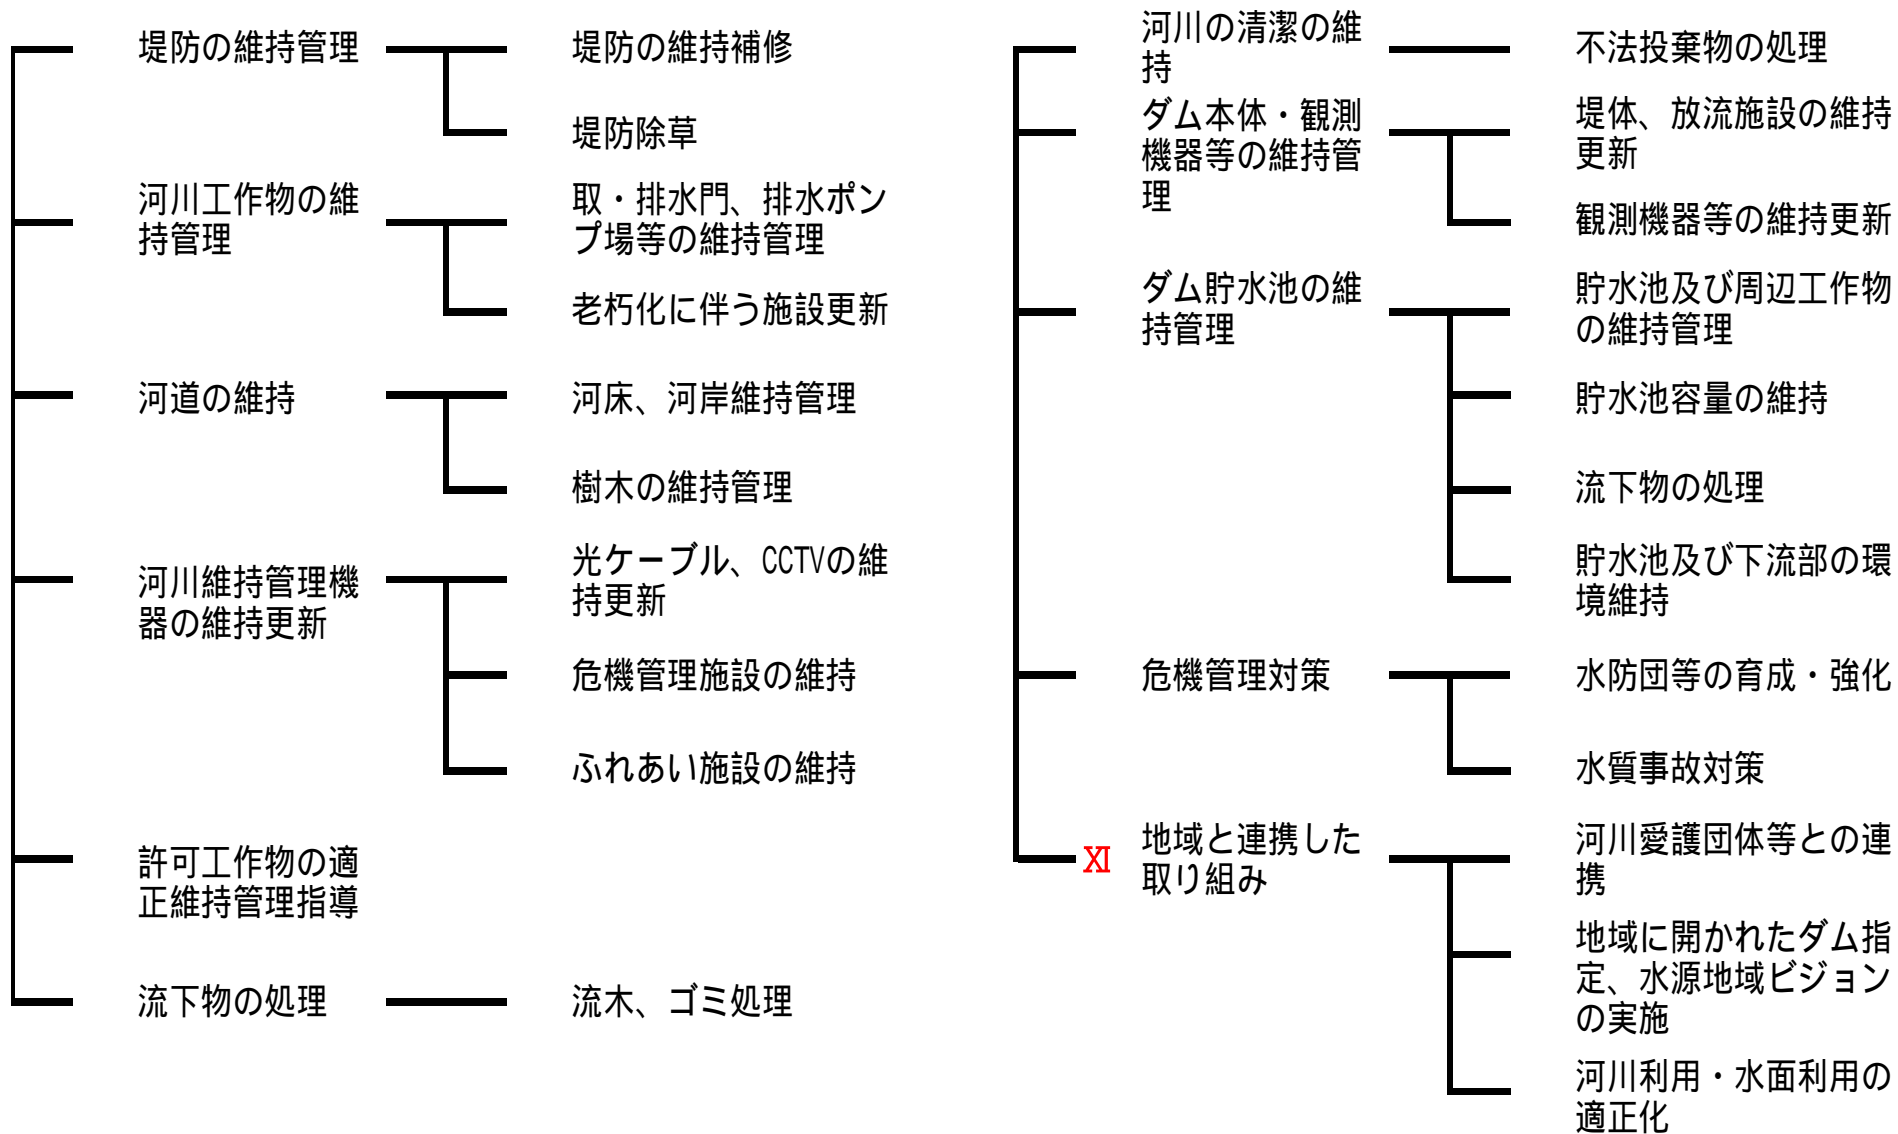 堤防の維持管理
堤防の維持補修
堤防除草
河川工作物の維
持管理
取・排水門、排水ポン
プ場等の維持管理
老朽化に伴う施設更新
河道の維持
河床、河岸維持管理
樹木の維持管理
河川維持管理機
器の維持更新
光ケーブル、CCTVの維
持更新
危機管理施設の維持
ふれあい施設の維持
許可工作物の適
正維持管理指導
流下物の処理
流木、ゴミ処理
河川の清潔の維
持
不法投棄物の処理
ダム本体・観測
機器等の維持管
理
堤体、放流施設の維持
更新
観測機器等の維持更新
ダム貯水池の維
持管理
貯水池及び周辺工作物
の維持管理
貯水池容量の維持
流下物の処理
貯水池及び下流部の環
境維持
危機管理対策
水防団等の育成・強化
水質事故対策
Ⅺ
地域と連携した
取り組み
河川愛護団体等との連
携
地域に開かれたダム指
定、水源地域ビジョン
の実施
河川利用・水面利用の
適正化